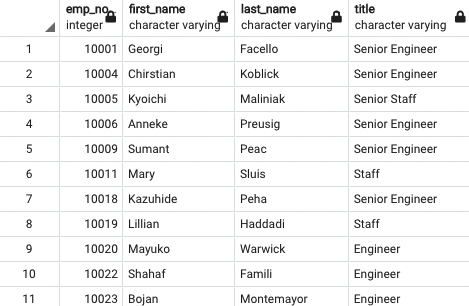 emp_no first_name last_name title
integer character varying character varying character varying
1 10001 Georgi Facello Senior Engineer
2 10004 Chirstian Koblick Senior Engineer
3 10005 Kyoichi Maliniak Senior Staff
4 10006 Anneke Preusig Senior Engineer
5 10009 Sumant Peac Senior Engineer
6 10011 Mary Sluis Staff
7 10018 Kazuhide Peha Senior Engineer
8 10019 Lillian Haddadi Staff
9 10020 Mayuko Warwick Engineer
10 10022 Shahaf Famili Engineer
11 10023 Bojan Montemayor Engineer